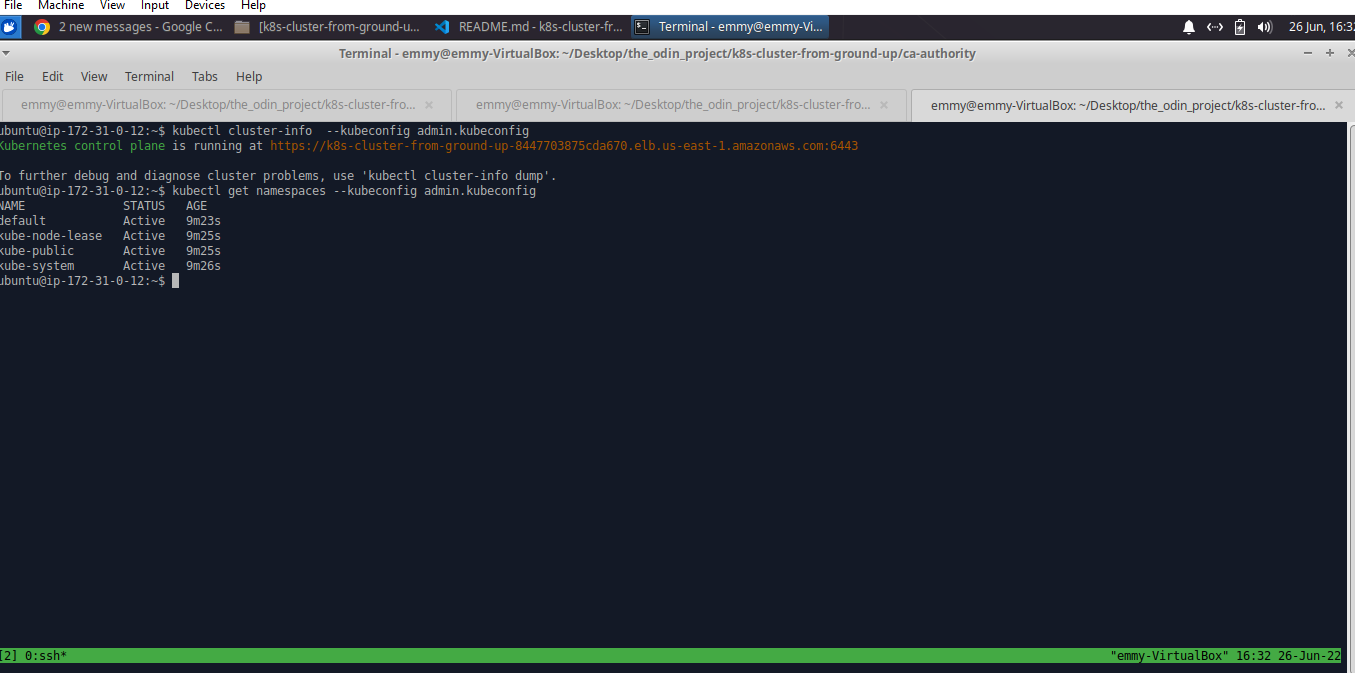 File Machine View Input Devices Help
2 new messages - Google C... [k8s-cluster-from-ground-u... README.md - k8s-cluster-fr... Terminal - emmy@emmy-Vi... 26 Jun, 16:32
Terminal - emmy@emmy-VirtualBox: ~/Desktop/the_odin_project/k8s-cluster-from-ground-up/ca-authority
File Edit View Terminal Tabs Help
emmy@emmy-VirtualBox: ~/Desktop/the_odin_project/k8s-cluster-fro... × emmy@emmy-VirtualBox: ~/Desktop/the_odin_project/k8s-cluster-fro... × emmy@emmy-VirtualBox: ~/Desktop/the_odin_project/k8s-cluster-fro... ×
ubuntu@ip-172-31-0-12:~$ kubectl cluster-info  --kubeconfig admin.kubeconfig
Kubernetes control plane is running at https://k8s-cluster-from-ground-up-8447703875cda670.elb.us-east-1.amazonaws.com:6443
To further debug and diagnose cluster problems, use 'kubectl cluster-info dump'.
ubuntu@ip-172-31-0-12:~$ kubectl get namespaces --kubeconfig admin.kubeconfig
NAME STATUS AGE
default Active 9m23s
kube-node-lease Active 9m25s
kube-public Active 9m25s
kube-system Active 9m26s
ubuntu@ip-172-31-0-12:~$
[2] 0:ssh* "emmy-VirtualBox" 16:32 26-Jun-22